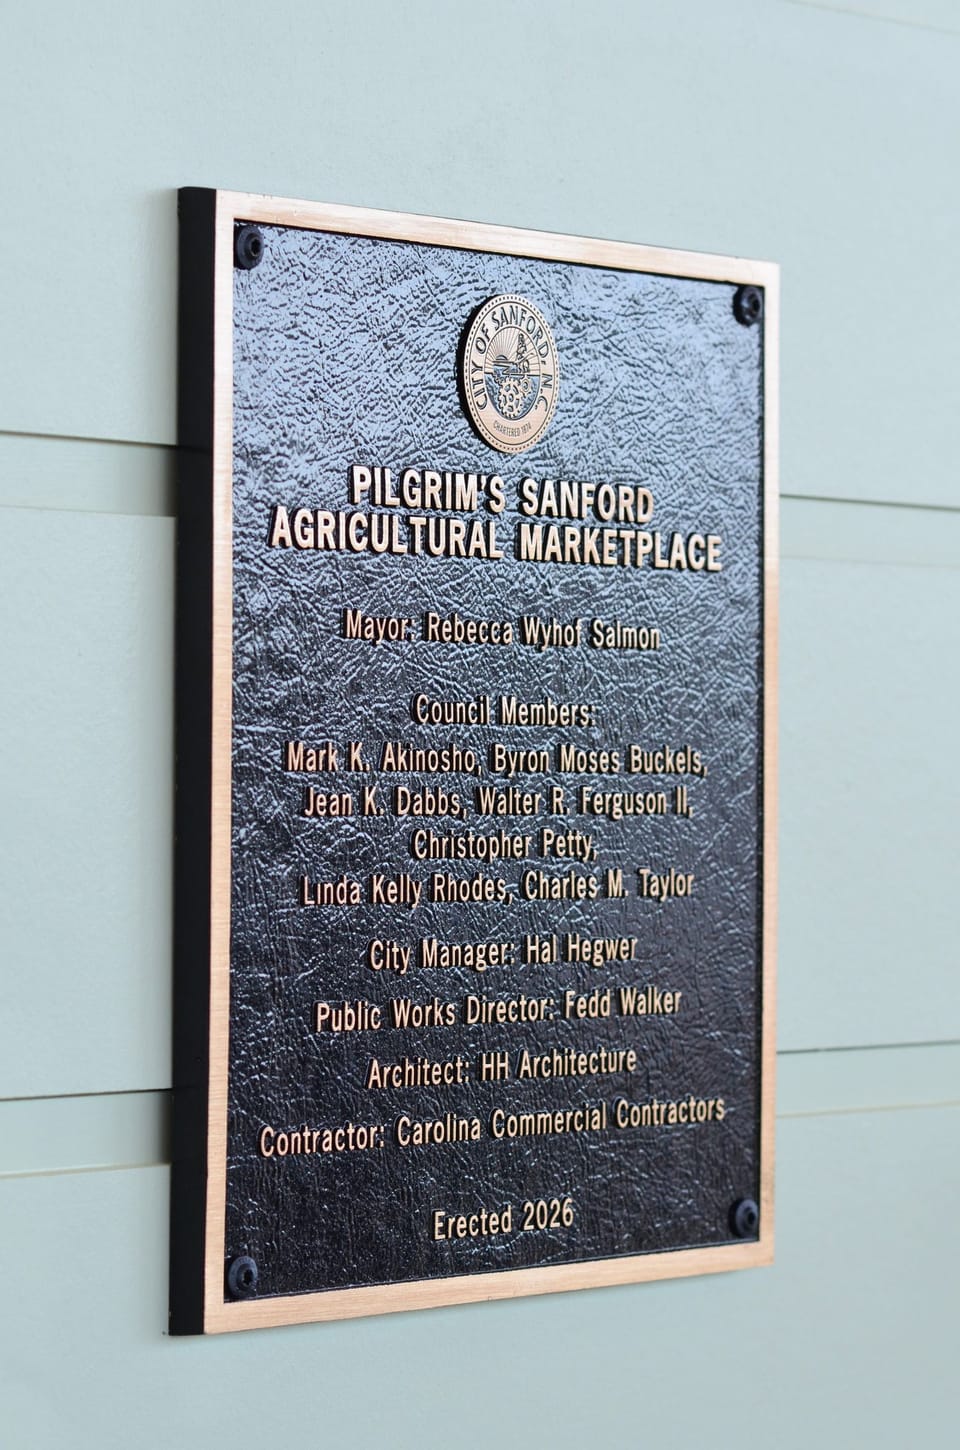 CITY OF SANFORD, N.C.
CHARTERED 1874
PILGRIM'S SANFORD
AGRICULTURAL MARKETPLACE
Mayor: Rebecca Wyhof Salmon
Council Members:
Mark K. Akinosho, Byron Moses Buckels,
Jean K. Dabbs, Walter R. Ferguson II,
Christopher Petty,
Linda Kelly Rhodes, Charles M. Taylor
City Manager: Hal Hegwer
Public Works Director: Fedd Walker
Architect: HH Architecture
Contractor: Carolina Commercial Contractors
Erected 2026